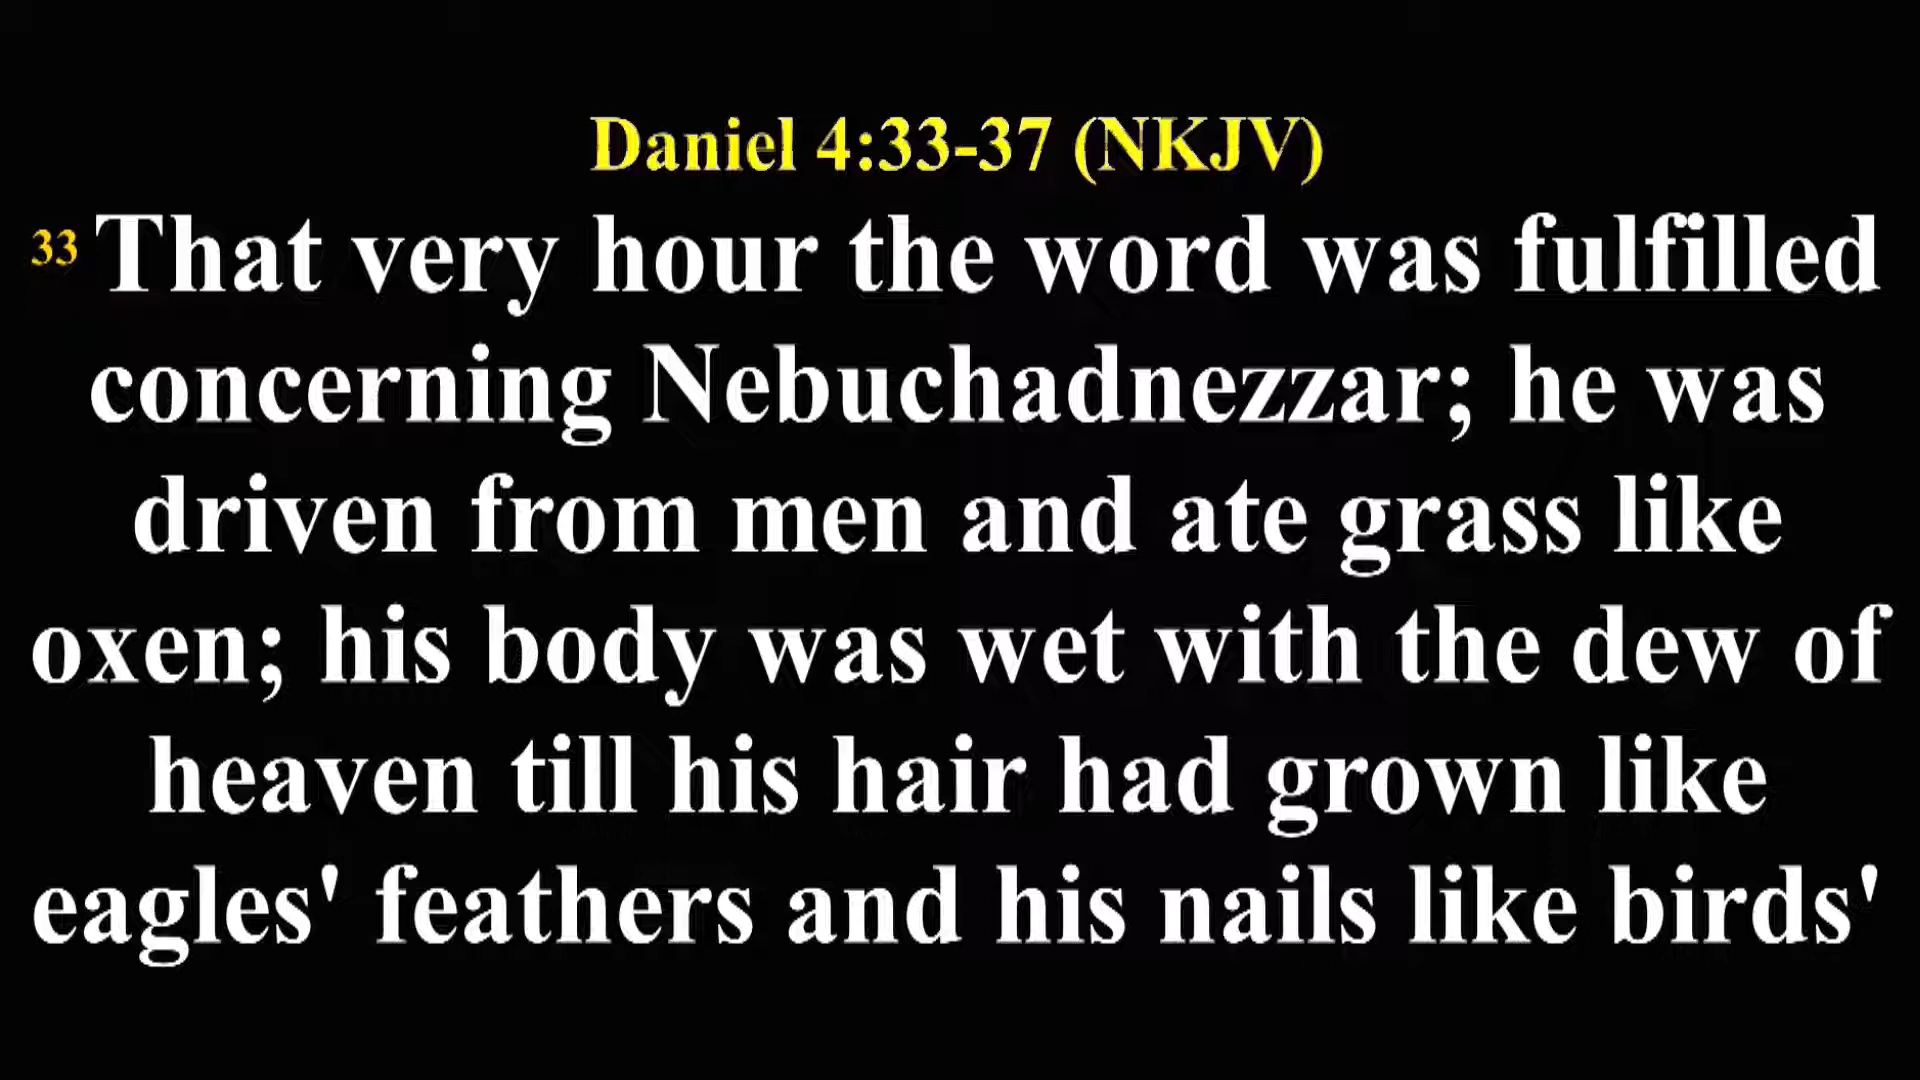 Daniel 4:33-37 (NKJV)
33 That very hour the word was fulfilled
concerning Nebuchadnezzar; he was
driven from men and ate grass like
oxen; his body was wet with the dew of
heaven till his hair had grown like
eagles' feathers and his nails like birds'